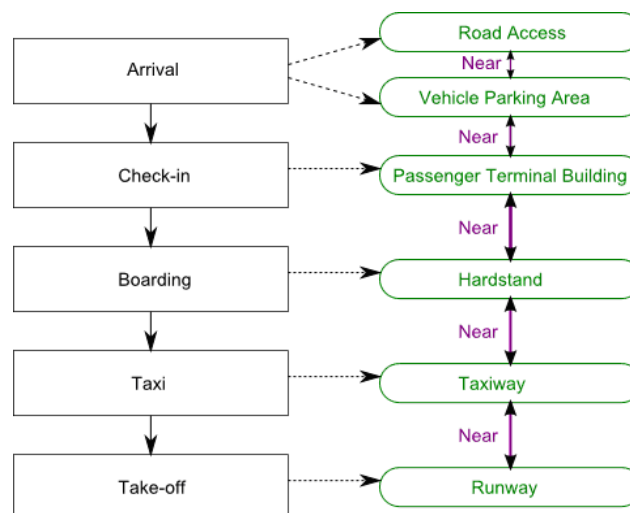 Road Access
Near
Arrival
Vehicle Parking Area
Near
Check-in
Passenger Terminal Building
Near
Boarding
Hardstand
Near
Taxi
Taxiway
Near
Take-off
Runway